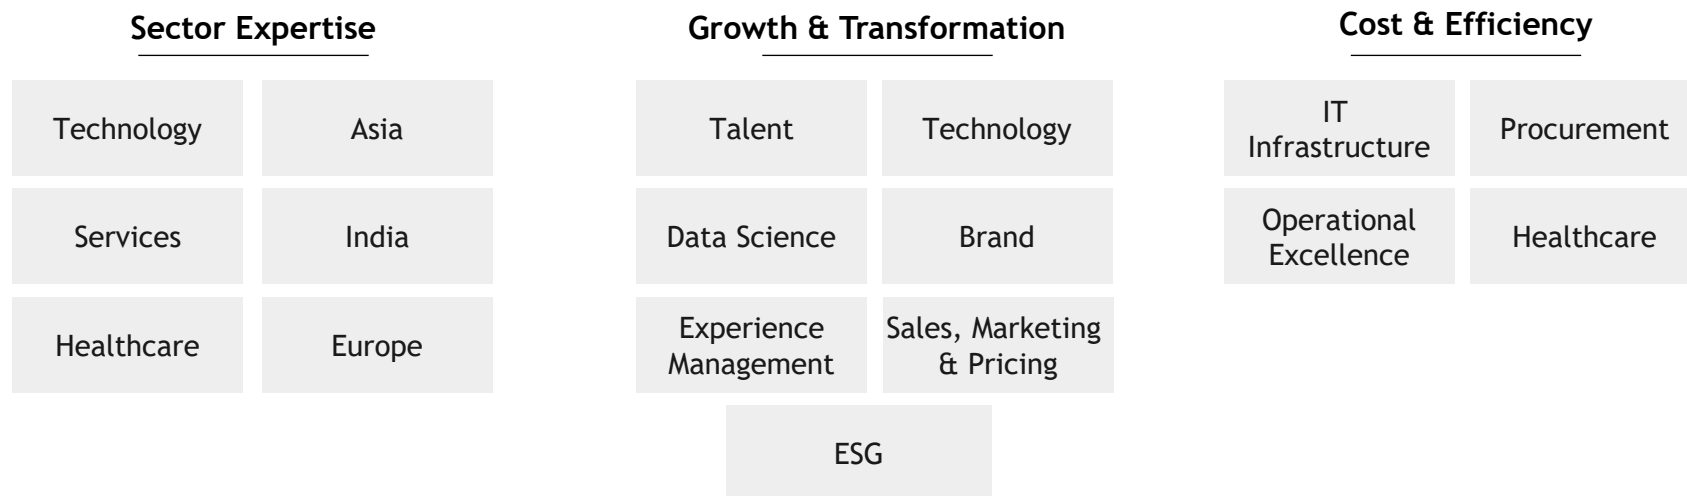 Sector Expertise
Technology
Asia
Services
India
Healthcare
Europe
Growth & Transformation
Talent
Technology
Data Science
Brand
Experience
Management
Sales, Marketing
& Pricing
ESG
Cost & Efficiency
IT
Infrastructure
Procurement
Operational
Excellence
Healthcare